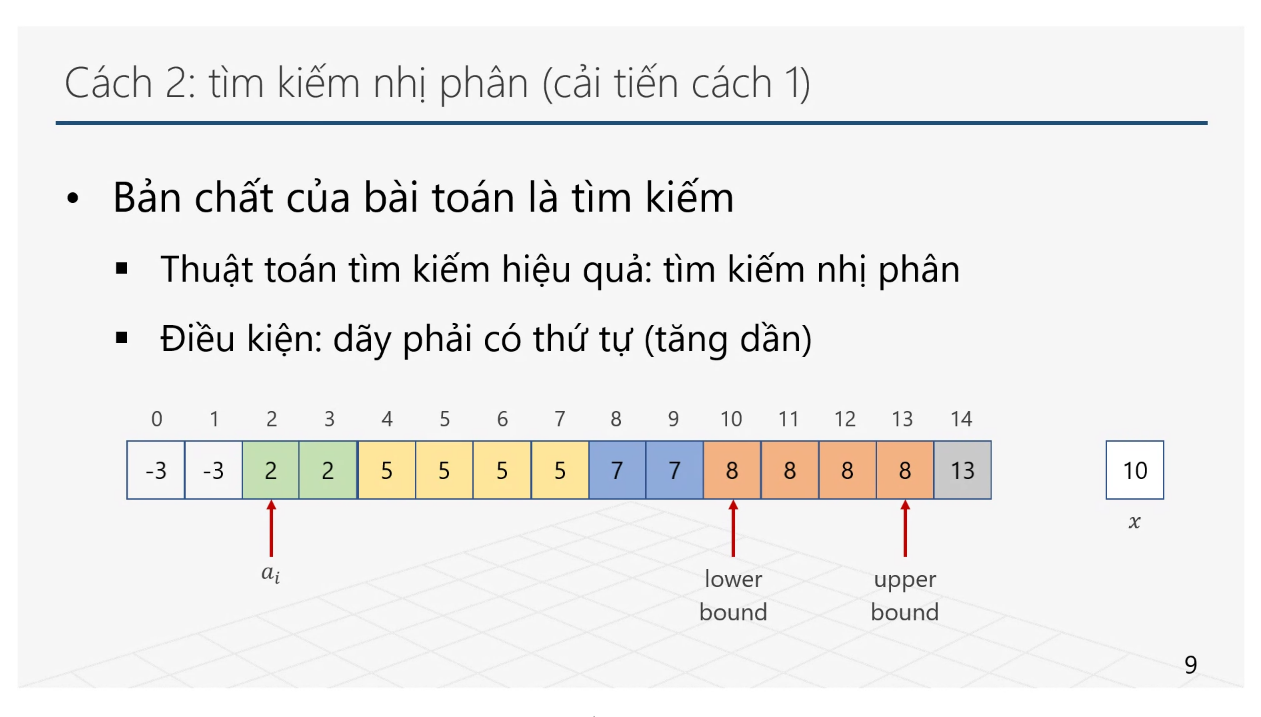 Cách 2: tìm kiếm nhị phân (cải tiến cách 1)
• Bản chất của bài toán là tìm kiếm
▪ Thuật toán tìm kiếm hiệu quả: tìm kiếm nhị phân
▪ Điều kiện: dãy phải có thứ tự (tăng dần)
0 1 2 3 4 5 6 7 8 9 10 11 12 13 14
-3 -3 2 2 5 5 5 5 7 7 8 8 8 8 13 10
x
aᵢ
lower bound
upper bound
9